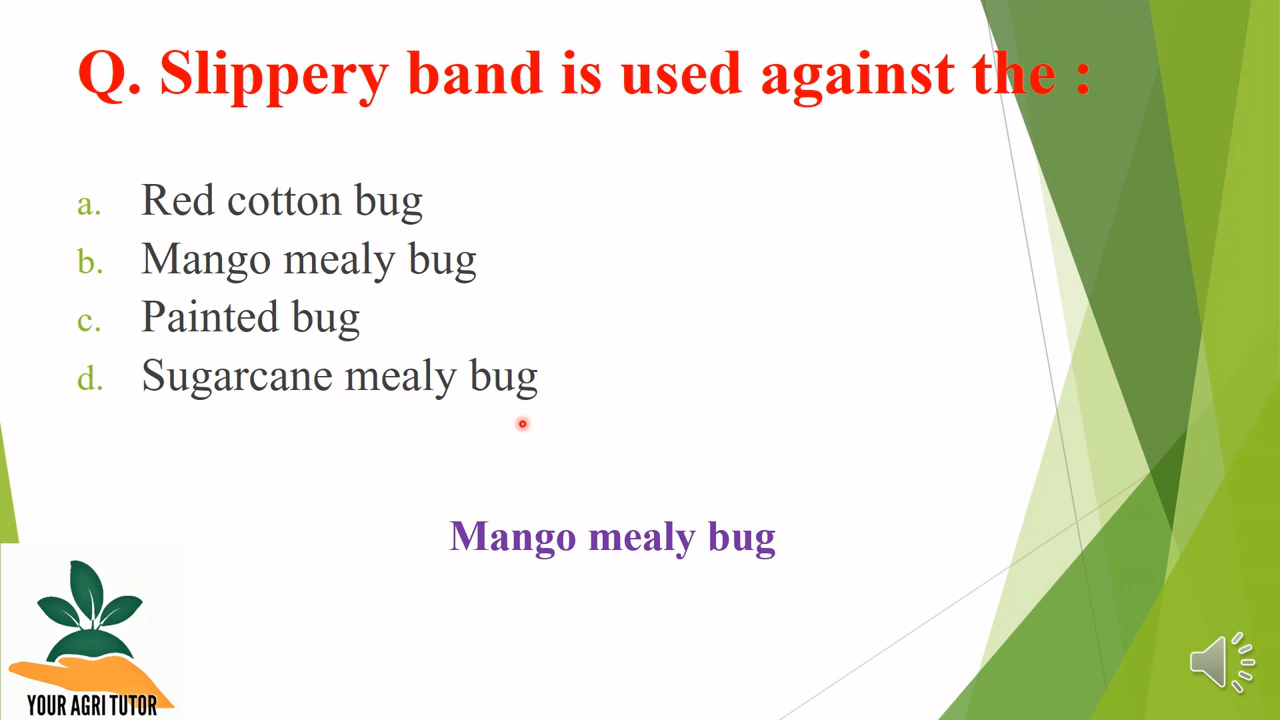 Q. Slippery band is used against the :
a. Red cotton bug
b. Mango mealy bug
c. Painted bug
d. Sugarcane mealy bug
Mango mealy bug
YOUR AGRI TUTOR